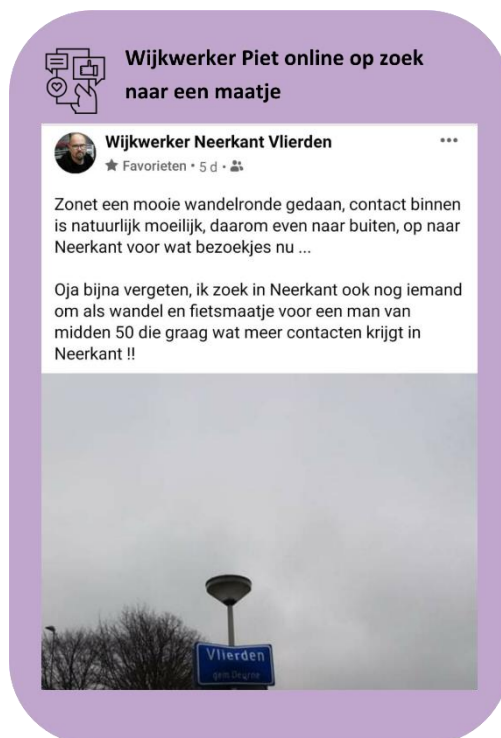 Wijkwerker Piet online op zoek
naar een maatje
Wijkwerker Neerkant Vlierden
Favorieten • 5 d •
Zonet een mooie wandelronde gedaan, contact binnen
is natuurlijk moeilijk, daarom even naar buiten, op naar
Neerkant voor wat bezoekjes nu ...
Oja bijna vergeten, ik zoek in Neerkant ook nog iemand
om als wandel en fietsmaatje voor een man van
midden 50 die graag wat meer contacten krijgt in
Neerkant !!
Vlierden
gem. Deurne